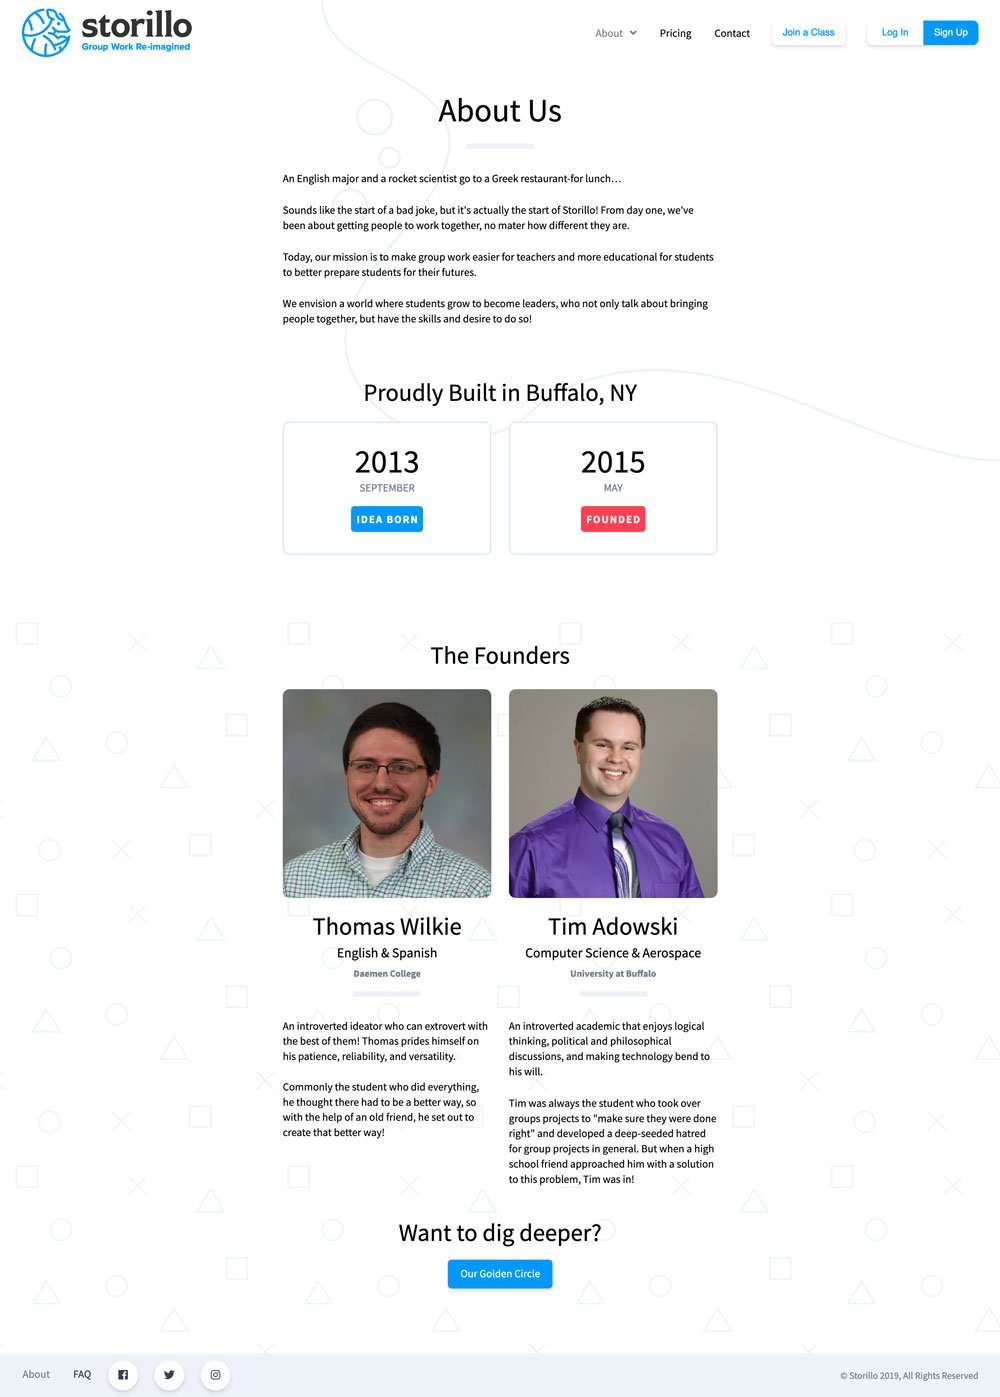 storillo
Group Work Re-imagined
About
Pricing
Contact
Join a Class
Log In
Sign Up
About Us
An English major and a rocket scientist go to a Greek restaurant-for lunch…
Sounds like the start of a bad joke, but it's actually the start of Storillo! From day one, we've
been about getting people to work together, no mater how different they are.
Today, our mission is to make group work easier for teachers and more educational for students
to better prepare students for their futures.
We envision a world where students grow to become leaders, who not only talk about bringing
people together, but have the skills and desire to do so!
Proudly Built in Buffalo, NY
2013
SEPTEMBER
IDEA BORN
2015
MAY
FOUNDED
The Founders
Thomas Wilkie
English & Spanish
Daemen College
An introverted ideator who can extrovert with
the best of them! Thomas prides himself on
his patience, reliability, and versatility.
Commonly the student who did everything,
he thought there had to be a better way, so
with the help of an old friend, he set out to
create that better way!
Tim Adowski
Computer Science & Aerospace
University at Buffalo
An introverted academic that enjoys logical
thinking, political and philosophical
discussions, and making technology bend to
his will.
Tim was always the student who took over
groups projects to "make sure they were done
right" and developed a deep-seeded hatred
for group projects in general. But when a high
school friend approached him with a solution
to this problem, Tim was in!
Want to dig deeper?
Our Golden Circle
About
FAQ
© Storillo 2019, All Rights Reserved